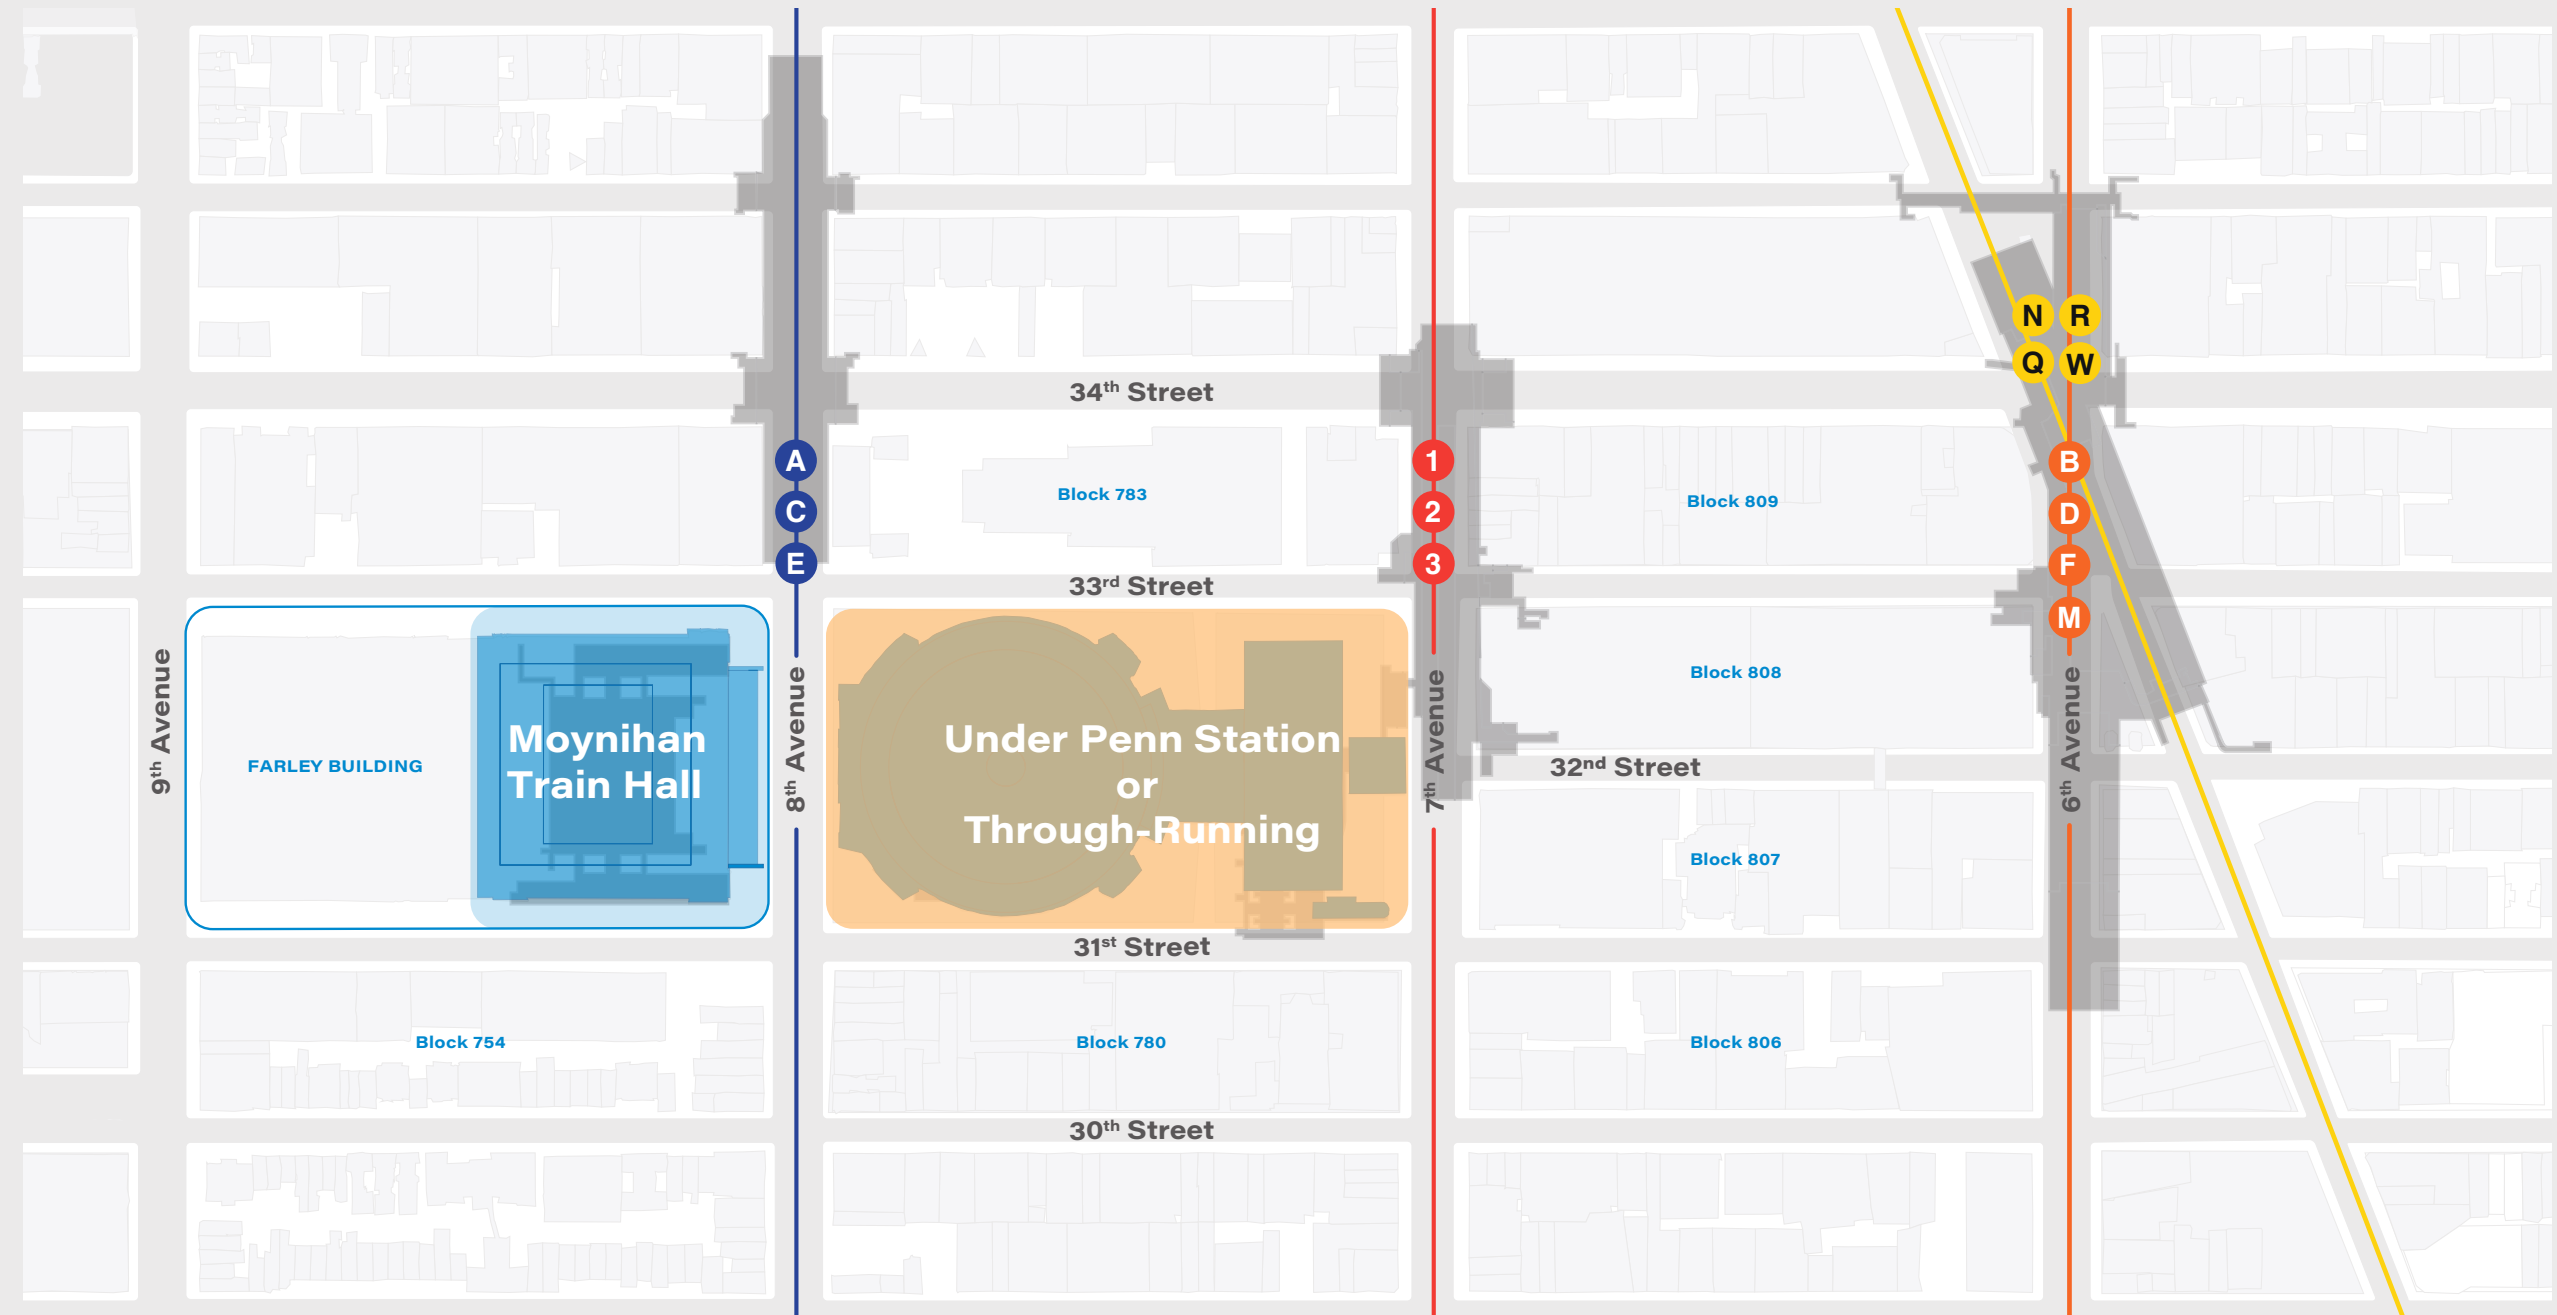 N R
Q W
34th Street
A
C
E
Block 783
1
2
3
Block 809
B
D
F
M
33rd Street
9th Avenue
FARLEY BUILDING
Moynihan
Train Hall
8th Avenue
Under Penn Station
or
Through-Running
7th Avenue
Block 808
32nd Street
6th Avenue
Block 807
31st Street
Block 754
Block 780
Block 806
30th Street